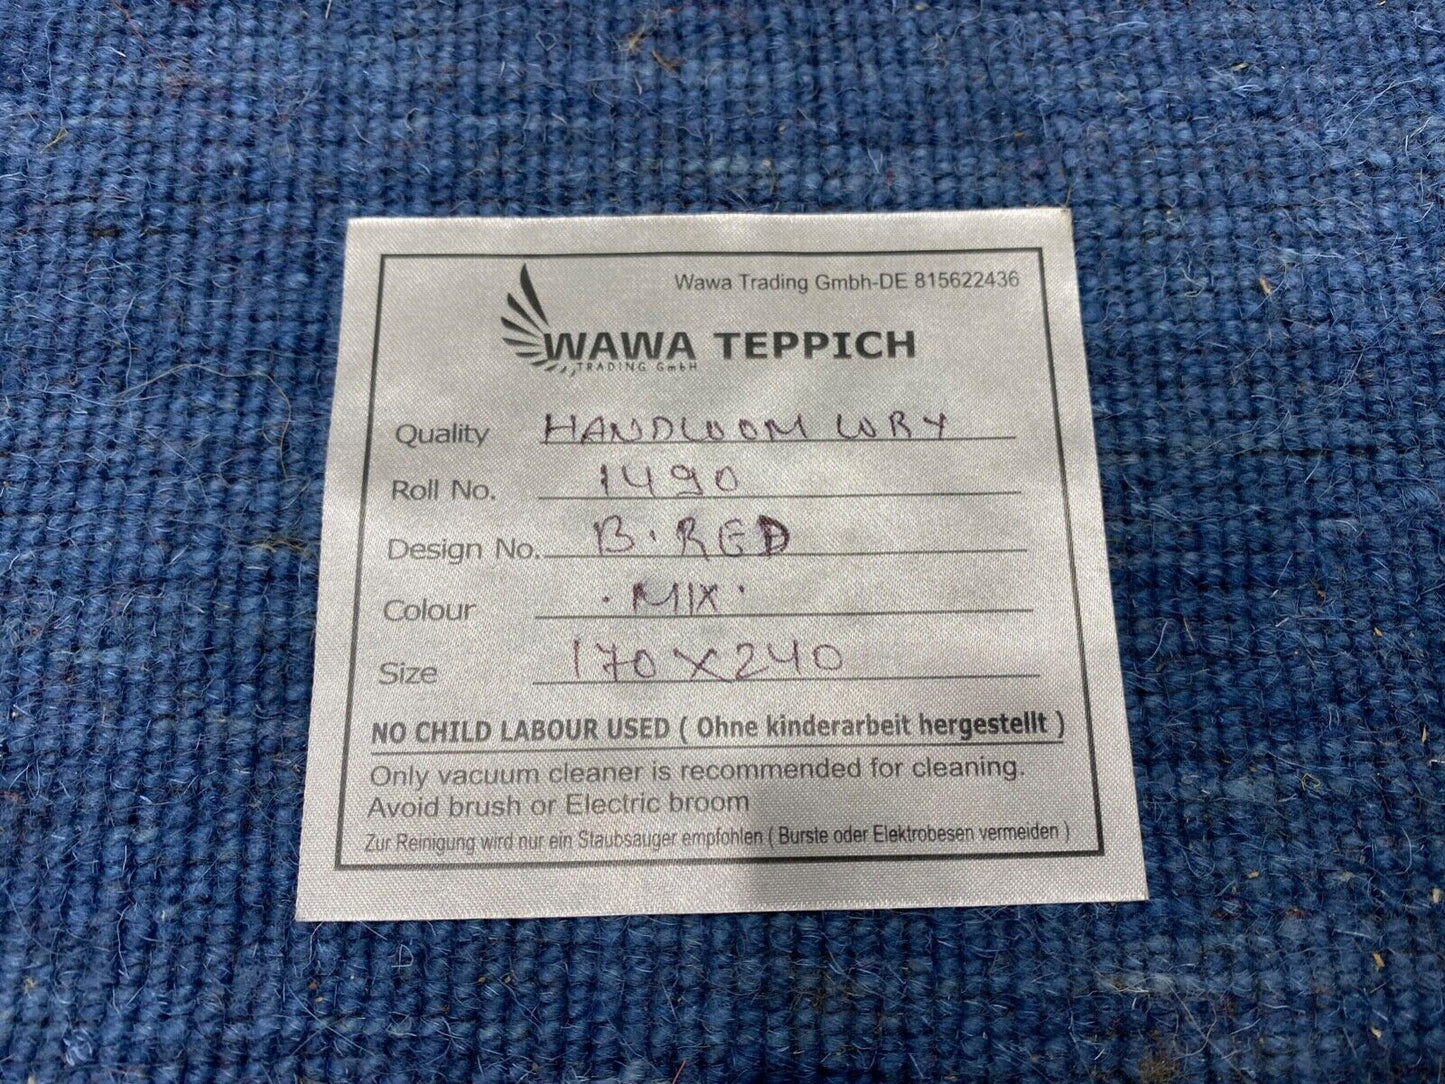 Wawa Trading Gmbh-DE 815622436
WAWA TEPPICH
TRADING GmbH
Quality HANDLOOM LORY
Roll No. 1490
Design No. B.RED
Colour . MIX .
Size 170X240
NO CHILD LABOUR USED ( Ohne kinderarbeit hergestellt )
Only vacuum cleaner is recommended for cleaning.
Avoid brush or Electric broom
Zur Reinigung wird nur ein Staubsauger empfohlen ( Burste oder Elektrobesen vermeiden )